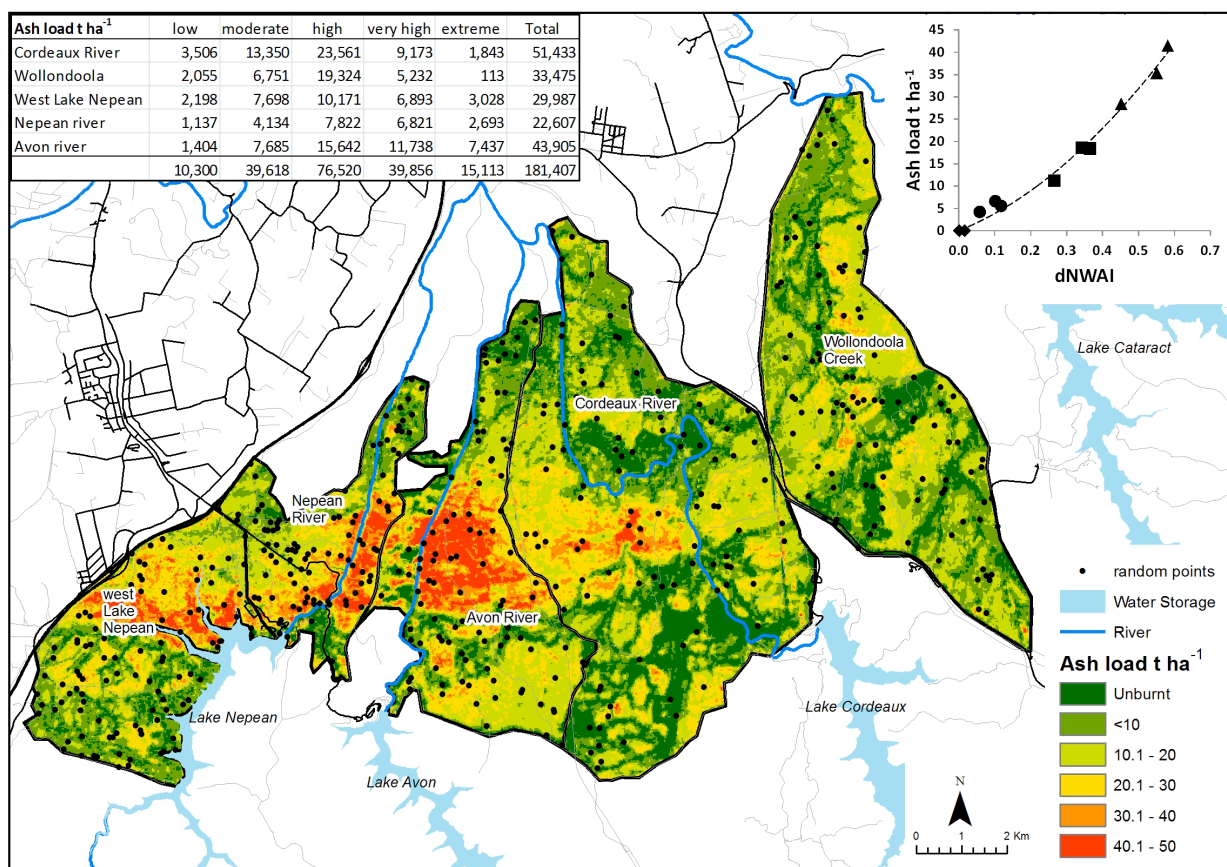 Ash load t ha-1 low moderate high very high extreme Total
Cordeaux River 3,506 13,350 23,561 9,173 1,843 51,433
Wollondoola 2,055 6,751 19,324 5,232 113 33,475
West Lake Nepean 2,198 7,698 10,171 6,893 3,028 29,987
Nepean river 1,137 4,134 7,822 6,821 2,693 22,607
Avon river 1,404 7,685 15,642 11,738 7,437 43,905
10,300 39,618 76,520 39,856 15,113 181,407
Ash load t ha-1
45
40
35
30
25
20
15
10
5
0
0.0 0.1 0.2 0.3 0.4 0.5 0.6 0.7
dNWAI
Wollondoola
Creek
Lake Cataract
Cordeaux River
Nepean
River
west
Lake
Nepean
Avon River
Lake Nepean
Lake Avon
Lake Cordeaux
random points
Water Storage
River
Ash load t ha-1
Unburnt
<10
10.1 - 20
20.1 - 30
30.1 - 40
40.1 - 50
N
0 1 2 Km